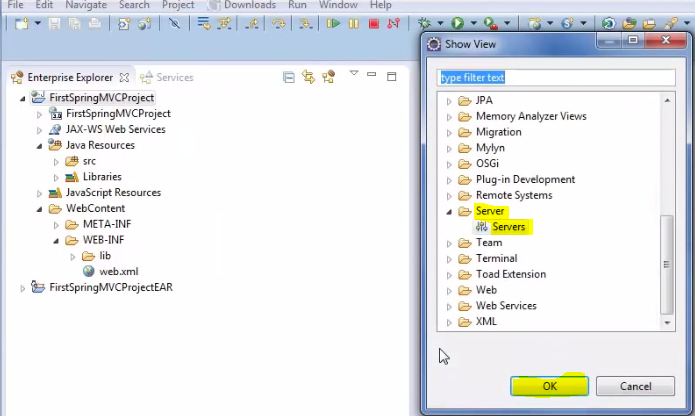 File Edit Navigate Search Project Downloads Run Window Help
Show View
type filter text
Enterprise Explorer Services
FirstSpringMVCProject
FirstSpringMVCProject
JAX-WS Web Services
Java Resources
src
Libraries
JavaScript Resources
WebContent
META-INF
WEB-INF
lib
web.xml
FirstSpringMVCProjectEAR
JPA
Memory Analyzer Views
Migration
Mylyn
OSGi
Plug-in Development
Remote Systems
Server
Servers
Team
Terminal
Toad Extension
Web
Web Services
XML
OK Cancel